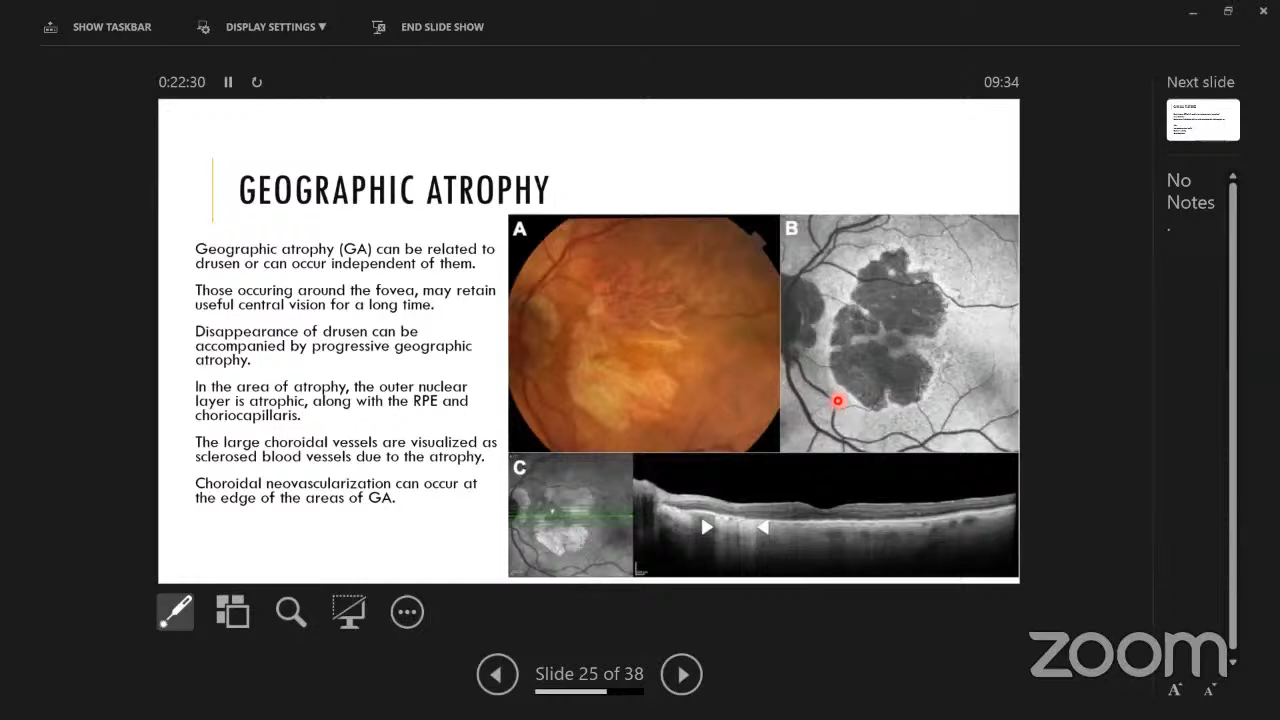 SHOW TASKBAR
DISPLAY SETTINGS ▼
END SLIDE SHOW
0:22:30
09:34
Next slide
GEOGRAPHIC ATROPHY
Geographic atrophy (GA) can be related to
drusen or can occur independent of them.
Those occuring around the fovea, may retain
useful central vision for a long time.
Disappearance of drusen can be
accompanied by progressive geographic
atrophy.
In the area of atrophy, the outer nuclear
layer is atrophic, along with the RPE and
choriocapillaris.
The large choroidal vessels are visualized as
sclerosed blood vessels due to the atrophy.
Choroidal neovascularization can occur at
the edge of the areas of GA.
A
B
C
No
Notes
.
Slide 25 of 38
zoom
A A